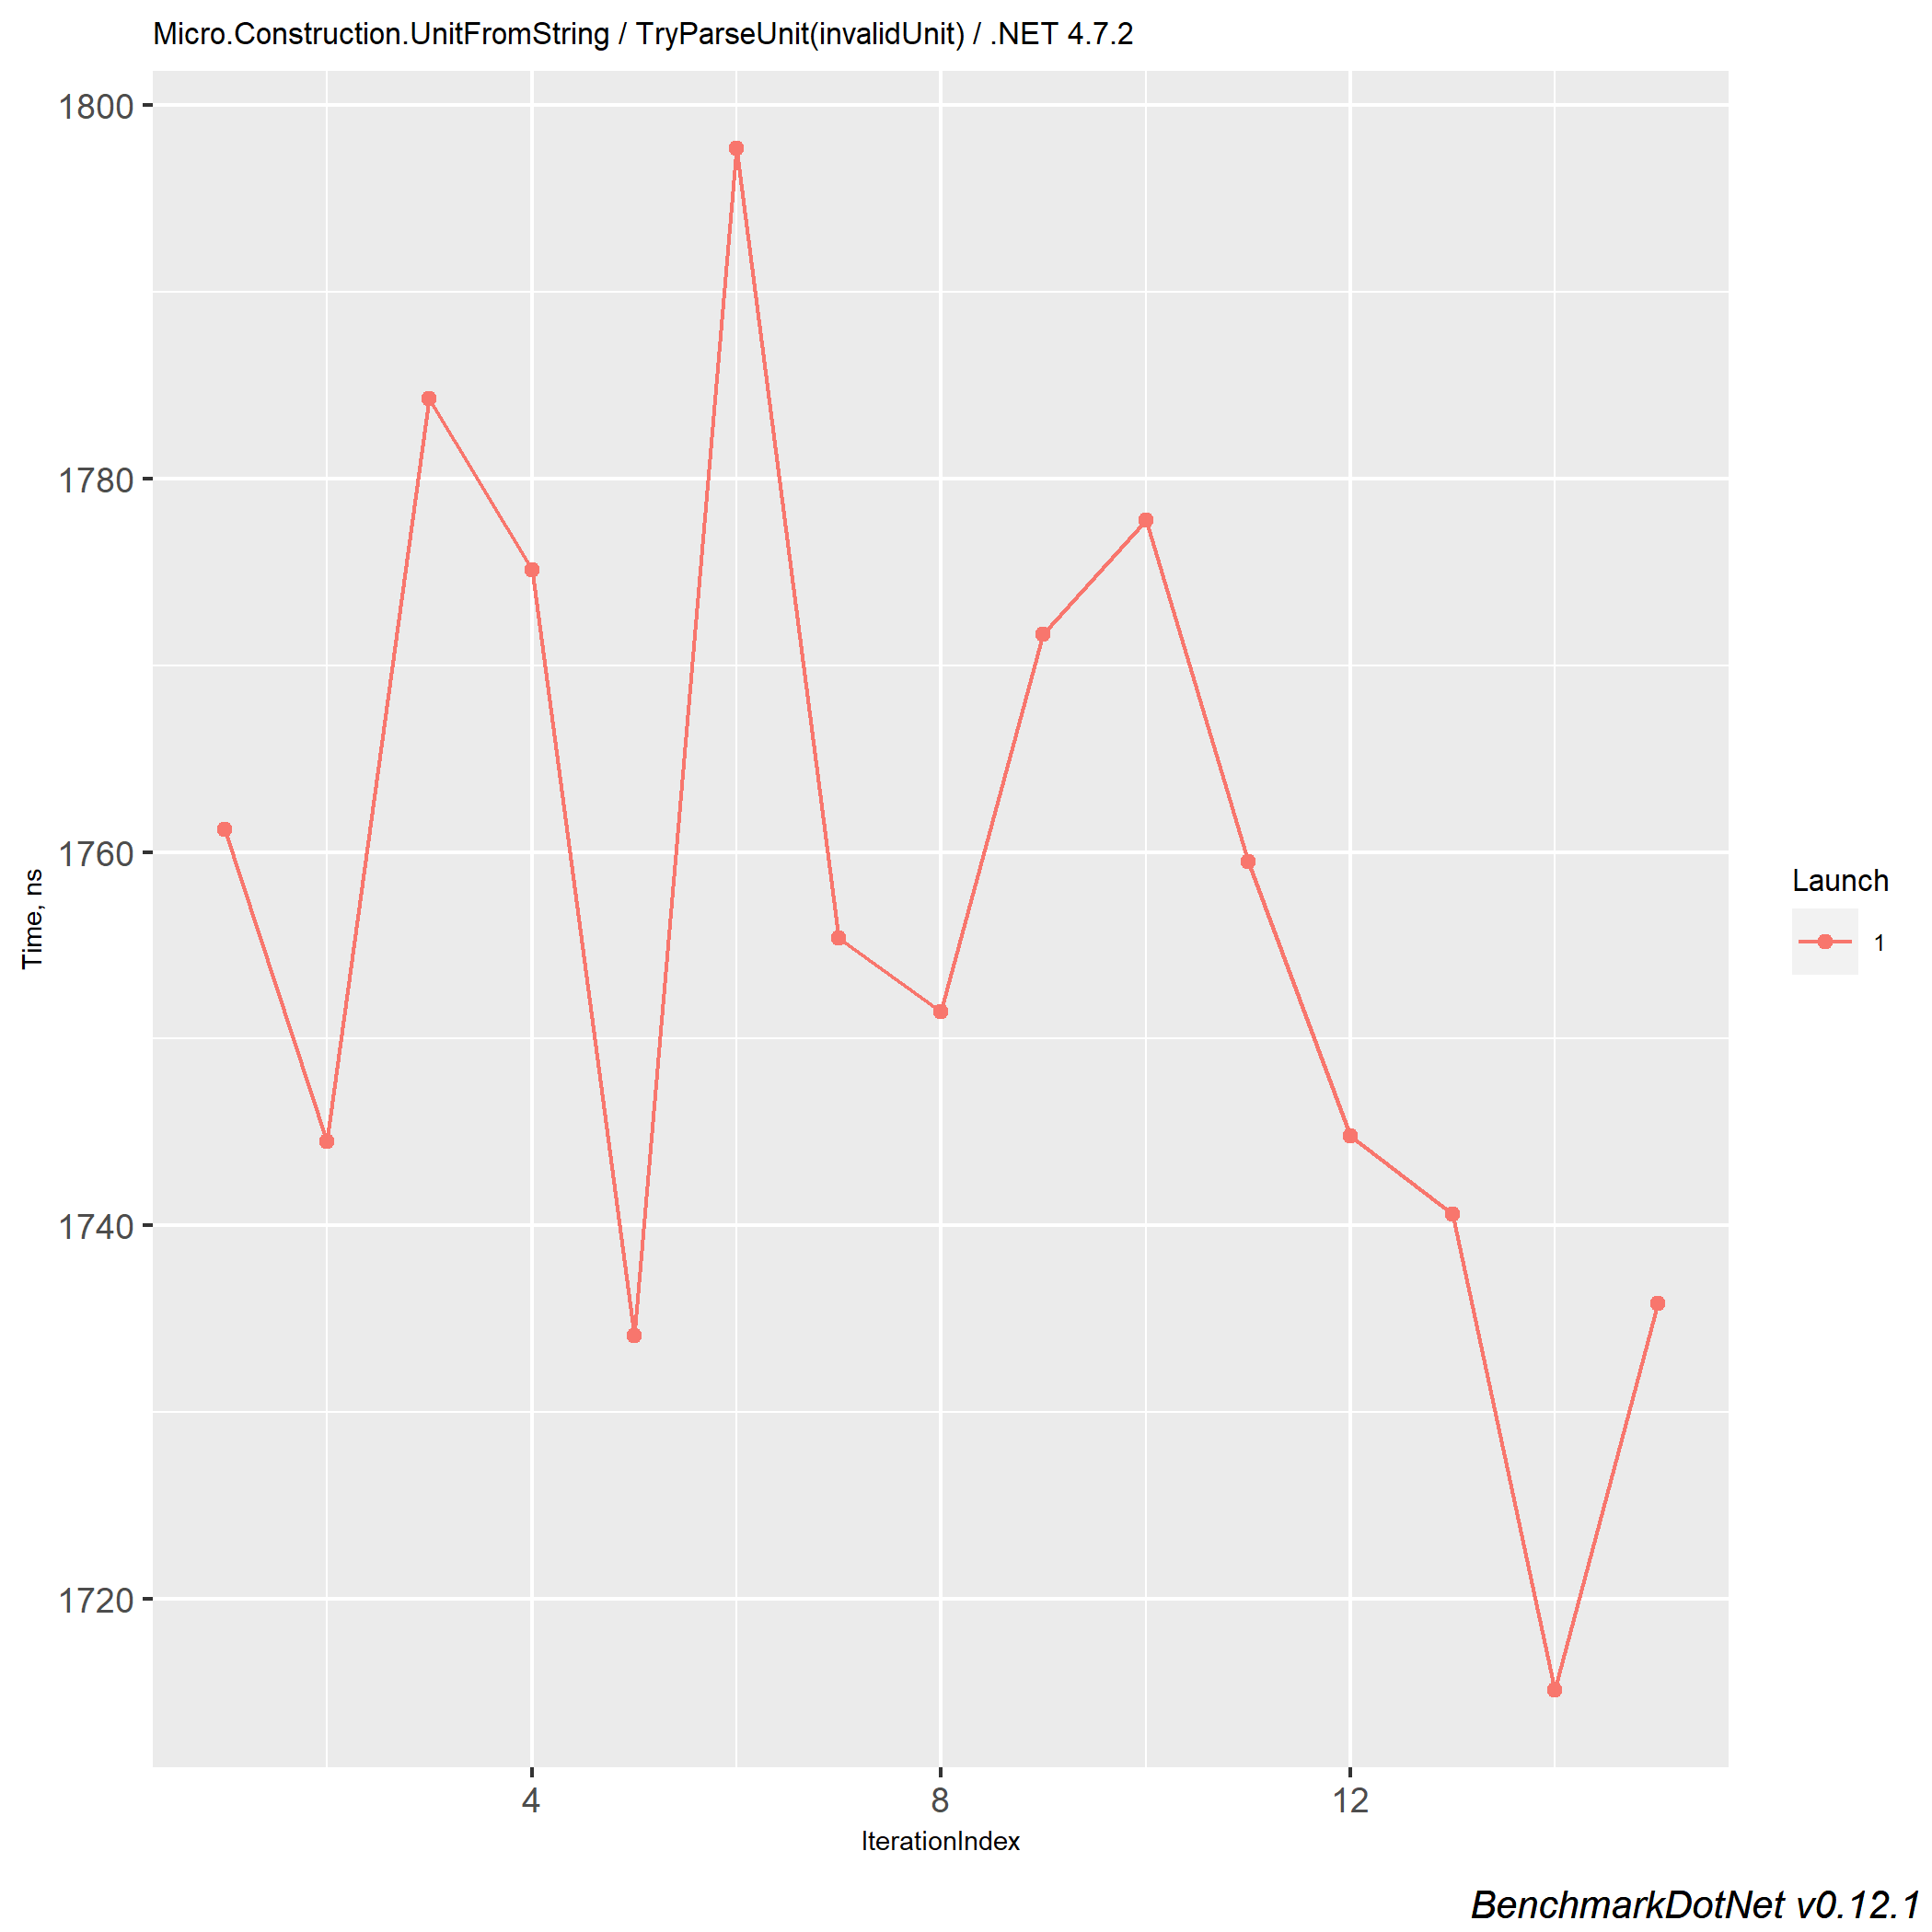 Micro.Construction.UnitFromString / TryParseUnit(invalidUnit) / .NET 4.7.2
1800
1780
1760
1740
1720
Time, ns
4
8
12
IterationIndex
Launch
1
BenchmarkDotNet v0.12.1